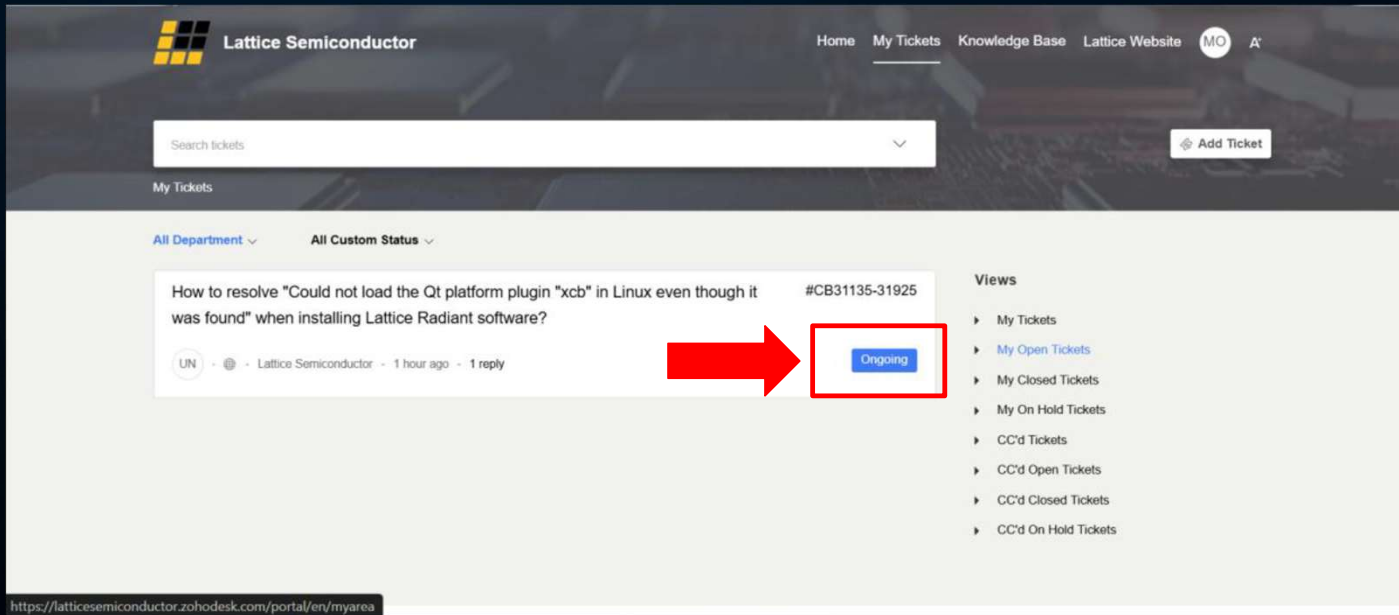 Lattice Semiconductor
Home My Tickets Knowledge Base Lattice Website MO A+
Search tickets
Add Ticket
My Tickets
All Department All Custom Status
How to resolve "Could not load the Qt platform plugin "xcb" in Linux even though it
was found" when installing Lattice Radiant software?
#CB31135-31925
UN - - Lattice Semiconductor - 1 hour ago - 1 reply
Ongoing
Views
My Tickets
My Open Tickets
My Closed Tickets
My On Hold Tickets
CC'd Tickets
CC'd Open Tickets
CC'd Closed Tickets
CC'd On Hold Tickets
https://latticesemiconductor.zohodesk.com/portal/en/myarea